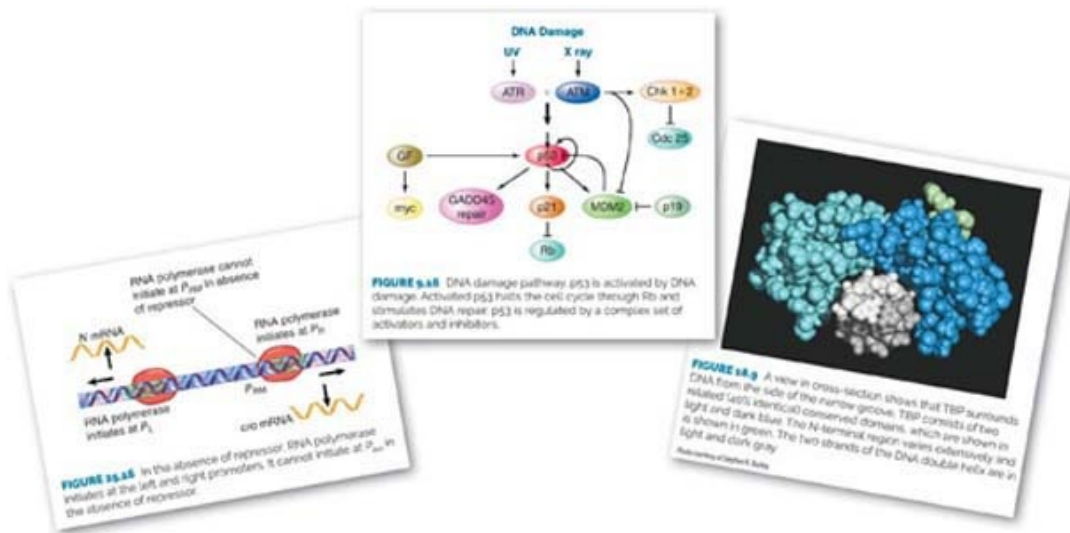 DNA Damage
UV X ray
ATR ATM Chk 1-2
Cdc 25
GF p53
myc GADD45 repair p21 MDM2 p19
Rb
FIGURE 9.18 DNA damage pathway. p53 is activated by DNA
damage. Activated p53 halts the cell cycle through Rb and
stimulates DNA repair. p53 is regulated by a complex set of
activators and inhibitors.
RNA polymerase cannot
initiate at PRM in absence
of repressor
N mRNA
RNA polymerase
initiates at PR
RNA polymerase
initiates at PL
PRM
cro mRNA
In the absence of repressor, RNA polymerase
initiates at the left and right promoters. It cannot initiate at PRM in
the absence of repressor.
FIGURE 18.9 A view in cross-section shows that TBP surrounds
DNA from the side of the narrow groove. TBP consists of two
related (40% identical) conserved domains, which are shown in
light and dark blue. The N-terminal region varies extensively and
is shown in green. The two strands of the DNA double helix are in
light and dark gray.